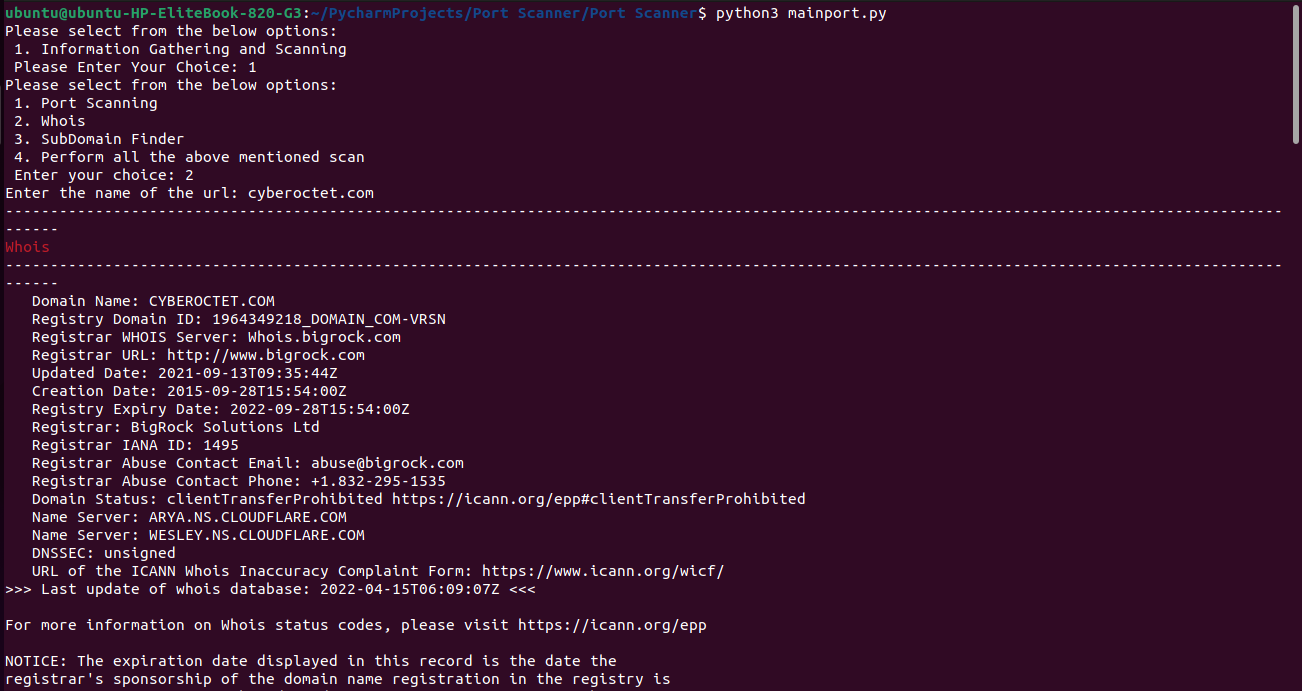 ubuntu@ubuntu-HP-EliteBook-820-G3:~/PycharmProjects/Port Scanner/Port Scanner$ python3 mainport.py
Please select from the below options:
 1. Information Gathering and Scanning
 Please Enter Your Choice: 1
Please select from the below options:
 1. Port Scanning
 2. Whois
 3. SubDomain Finder
 4. Perform all the above mentioned scan
 Enter your choice: 2
Enter the name of the url: cyberoctet.com
----------------------------------------------------------------------------------------------------------------------------------------------
------
Whois
----------------------------------------------------------------------------------------------------------------------------------------------
------
   Domain Name: CYBEROCTET.COM
   Registry Domain ID: 1964349218_DOMAIN_COM-VRSN
   Registrar WHOIS Server: Whois.bigrock.com
   Registrar URL: http://www.bigrock.com
   Updated Date: 2021-09-13T09:35:44Z
   Creation Date: 2015-09-28T15:54:00Z
   Registry Expiry Date: 2022-09-28T15:54:00Z
   Registrar: BigRock Solutions Ltd
   Registrar IANA ID: 1495
   Registrar Abuse Contact Email: abuse@bigrock.com
   Registrar Abuse Contact Phone: +1.832-295-1535
   Domain Status: clientTransferProhibited https://icann.org/epp#clientTransferProhibited
   Name Server: ARYA.NS.CLOUDFLARE.COM
   Name Server: WESLEY.NS.CLOUDFLARE.COM
   DNSSEC: unsigned
   URL of the ICANN Whois Inaccuracy Complaint Form: https://www.icann.org/wicf/
>>> Last update of whois database: 2022-04-15T06:09:07Z <<<

For more information on Whois status codes, please visit https://icann.org/epp

NOTICE: The expiration date displayed in this record is the date the
registrar's sponsorship of the domain name registration in the registry is